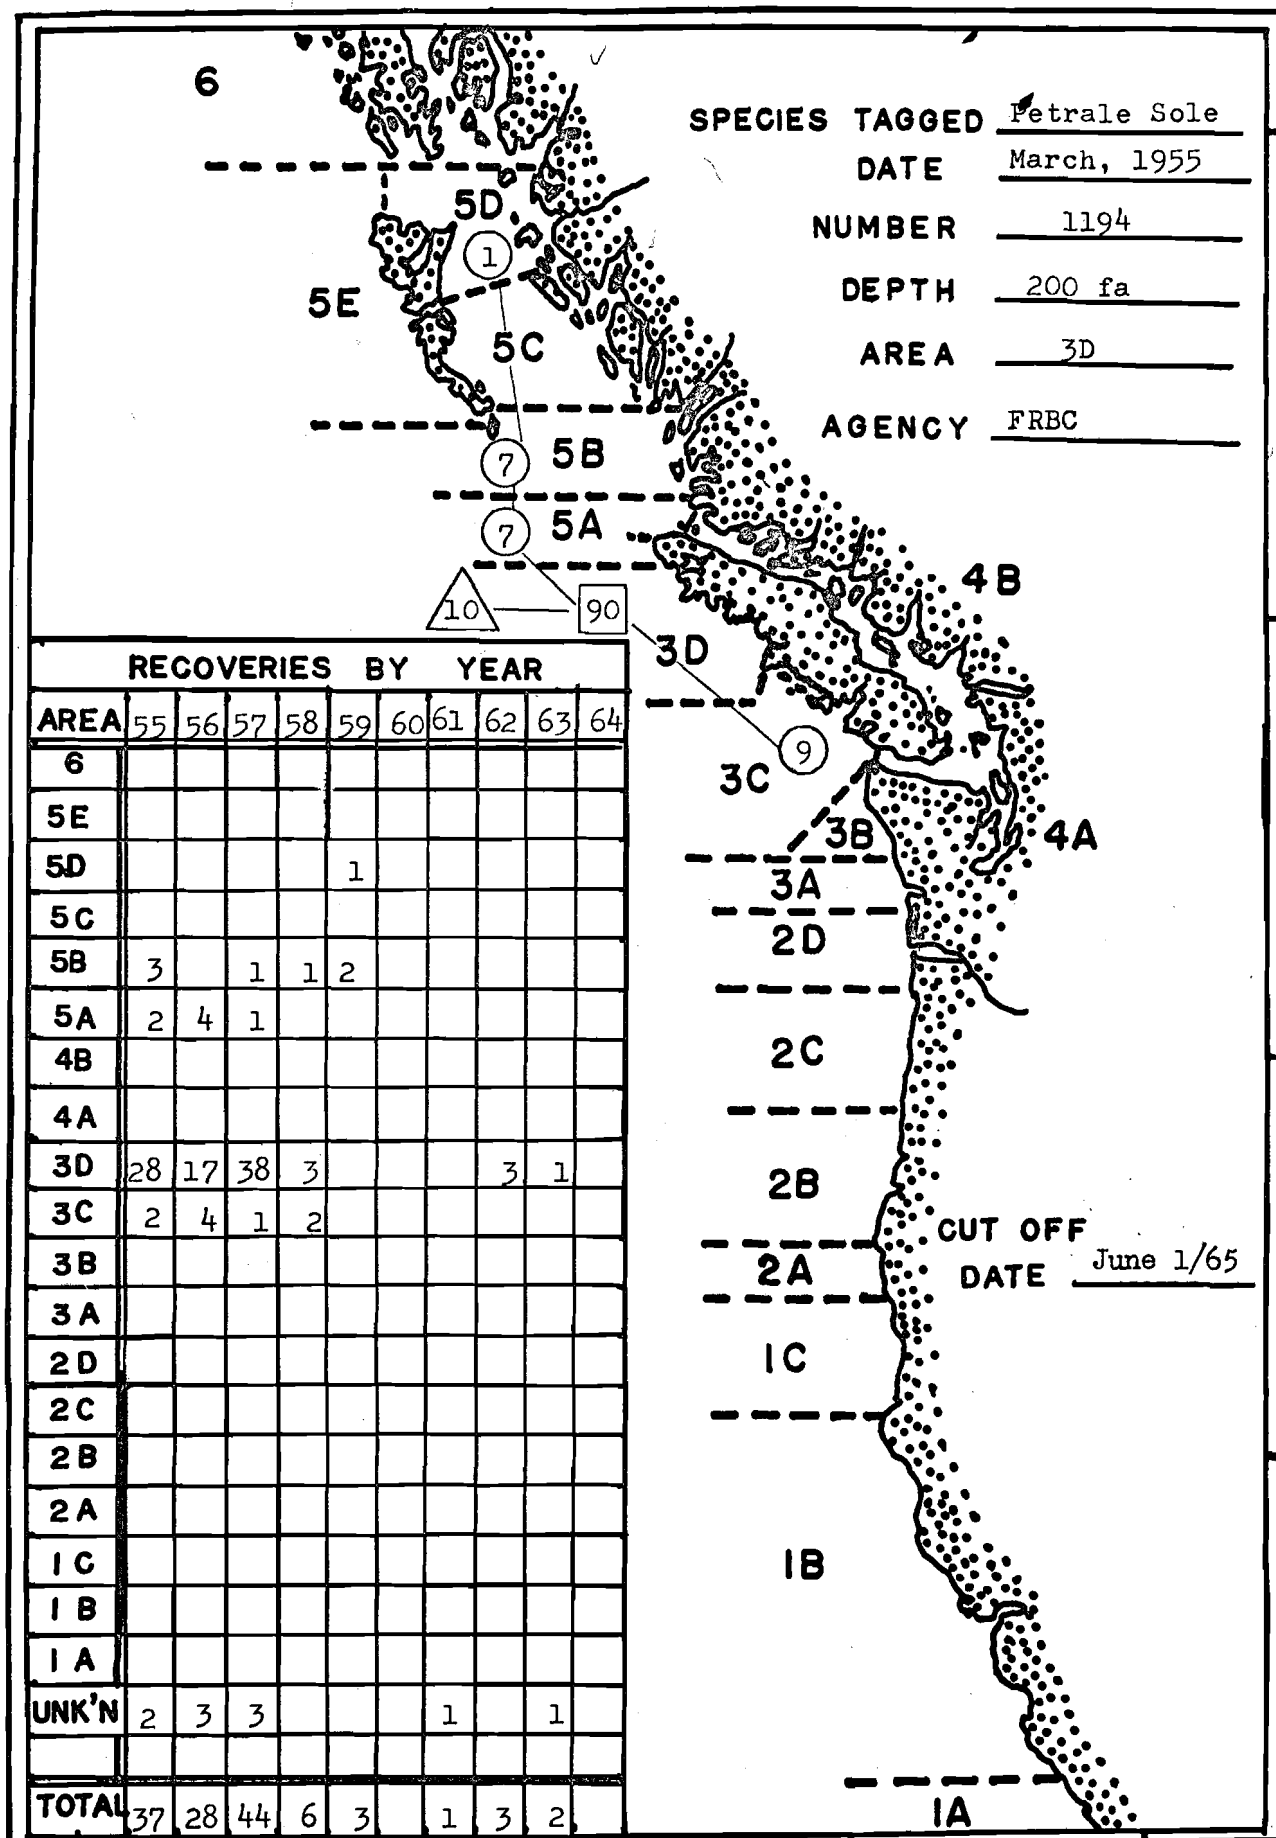 6
SPECIES TAGGED Petrale Sole
DATE March, 1955
5D
NUMBER 1194
1
5E
DEPTH 200 fa
5C
AREA 3D
AGENCY FRBC
7 5B
7 5A
4B
10 90
3D
RECOVERIES BY YEAR
AREA 55 56 57 58 59 60 61 62 63 64
6
5E
5D 1
5C
5B 3 1 1 2
5A 2 4 1
4B
4A
3D 28 17 38 3 3 1
3C 2 4 1 2
3B
3A
2D
2C
2B
2A
1C
1B
1A
UNK'N 2 3 3 1 1
TOTAL 37 28 44 6 3 1 3 2
9
3C
3B 4A
3A
2D
2C
2B
CUT OFF
2A DATE June 1/65
1C
1B
1A